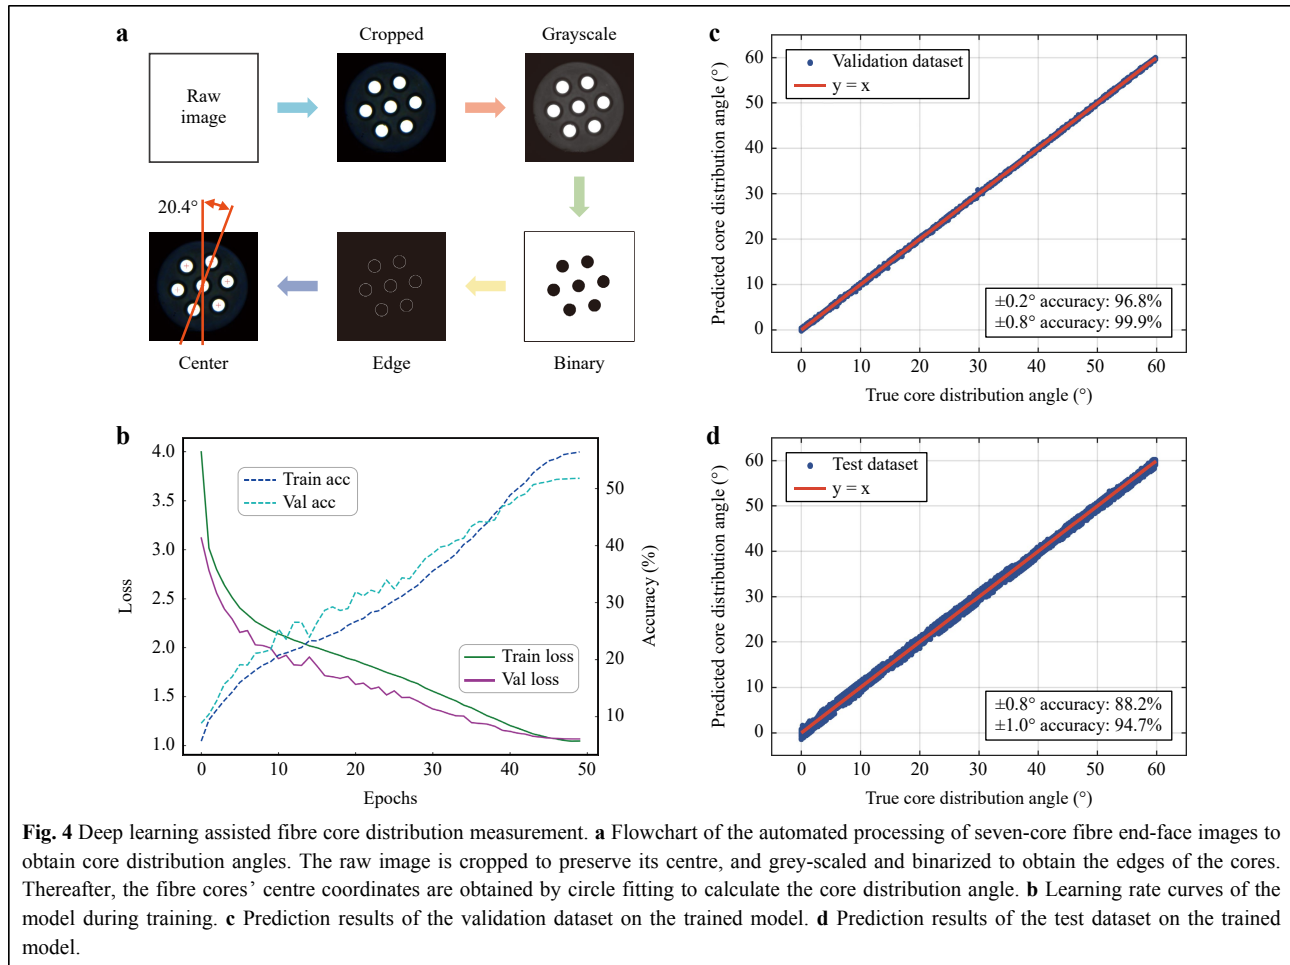 a
Cropped
Grayscale
Raw
image
20.4°
Center
Edge
Binary
b
Loss
4.0
3.5
3.0
2.5
2.0
1.5
1.0
Train acc
Val acc
Train loss
Val loss
50
40
30
20
10
Accuracy (%)
0
10
20
30
40
50
Epochs
c
Predicted core distribution angle (°)
60
50
40
30
20
10
0
Validation dataset
y = x
±0.2° accuracy: 96.8%
±0.8° accuracy: 99.9%
0
10
20
30
40
50
60
True core distribution angle (°)
d
Predicted core distribution angle (°)
60
50
40
30
20
10
0
Test dataset
y = x
±0.8° accuracy: 88.2%
±1.0° accuracy: 94.7%
0
10
20
30
40
50
60
True core distribution angle (°)
Fig. 4 Deep learning assisted fibre core distribution measurement. a Flowchart of the automated processing of seven-core fibre end-face images to
obtain core distribution angles. The raw image is cropped to preserve its centre, and grey-scaled and binarized to obtain the edges of the cores.
Thereafter, the fibre cores’ centre coordinates are obtained by circle fitting to calculate the core distribution angle. b Learning rate curves of the
model during training. c Prediction results of the validation dataset on the trained model. d Prediction results of the test dataset on the trained
model.